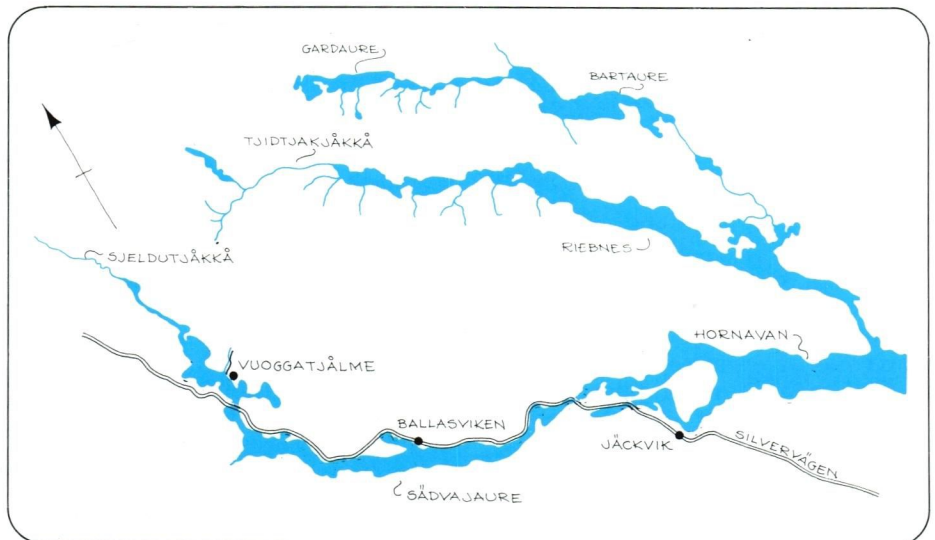 GARDAURE
BARTAURE
TJIDTJAKJÅKKÅ
RIEBNES
SJELDUTJÅKKÅ
HORNAVAN
VUOGGATJÅLME
BALLASVIKEN
JÄCKVIK
SILVERVÄGEN
SÄDVAJAURE